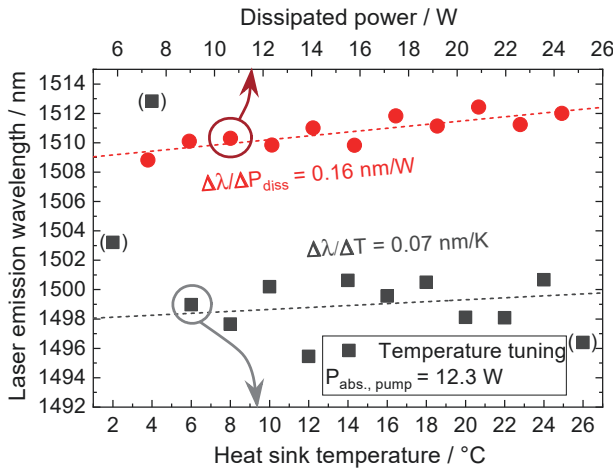 Dissipated power / W
6 8 10 12 14 16 18 20 22 24 26
Laser emission wavelength / nm
1514
1512
1510
1508
1506
1504
1502
1500
1498
1496
1494
1492
(■)
Δλ/ΔP_diss = 0.16 nm/W
(■)
Δλ/ΔT = 0.07 nm/K
(■)
■ Temperature tuning
P_abs., pump = 12.3 W
2 4 6 8 10 12 14 16 18 20 22 24 26
Heat sink temperature / °C